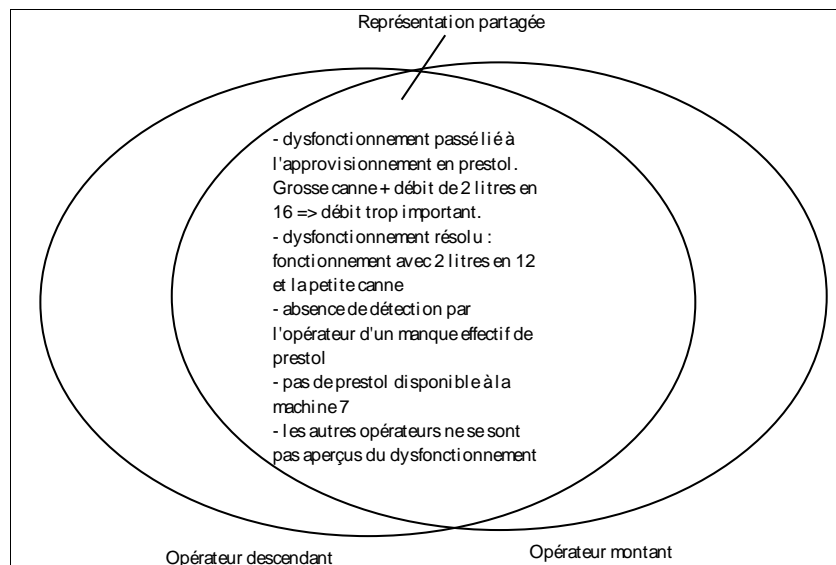 Représentation partagée
- dysfonctionnement passé lié à
l'approvisionnement en prestol.
Grosse canne + débit de 2 litres en
16 => débit trop important.
- dysfonctionnement résolu :
fonctionnement avec 2 litres en 12
et la petite canne
- absence de détection par
l'opérateur d'un manque effectif de
prestol
- pas de prestol disponible à la
machine 7
- les autres opérateurs ne se sont
pas aperçus du dysfonctionnement
Opérateur descendant
Opérateur montant